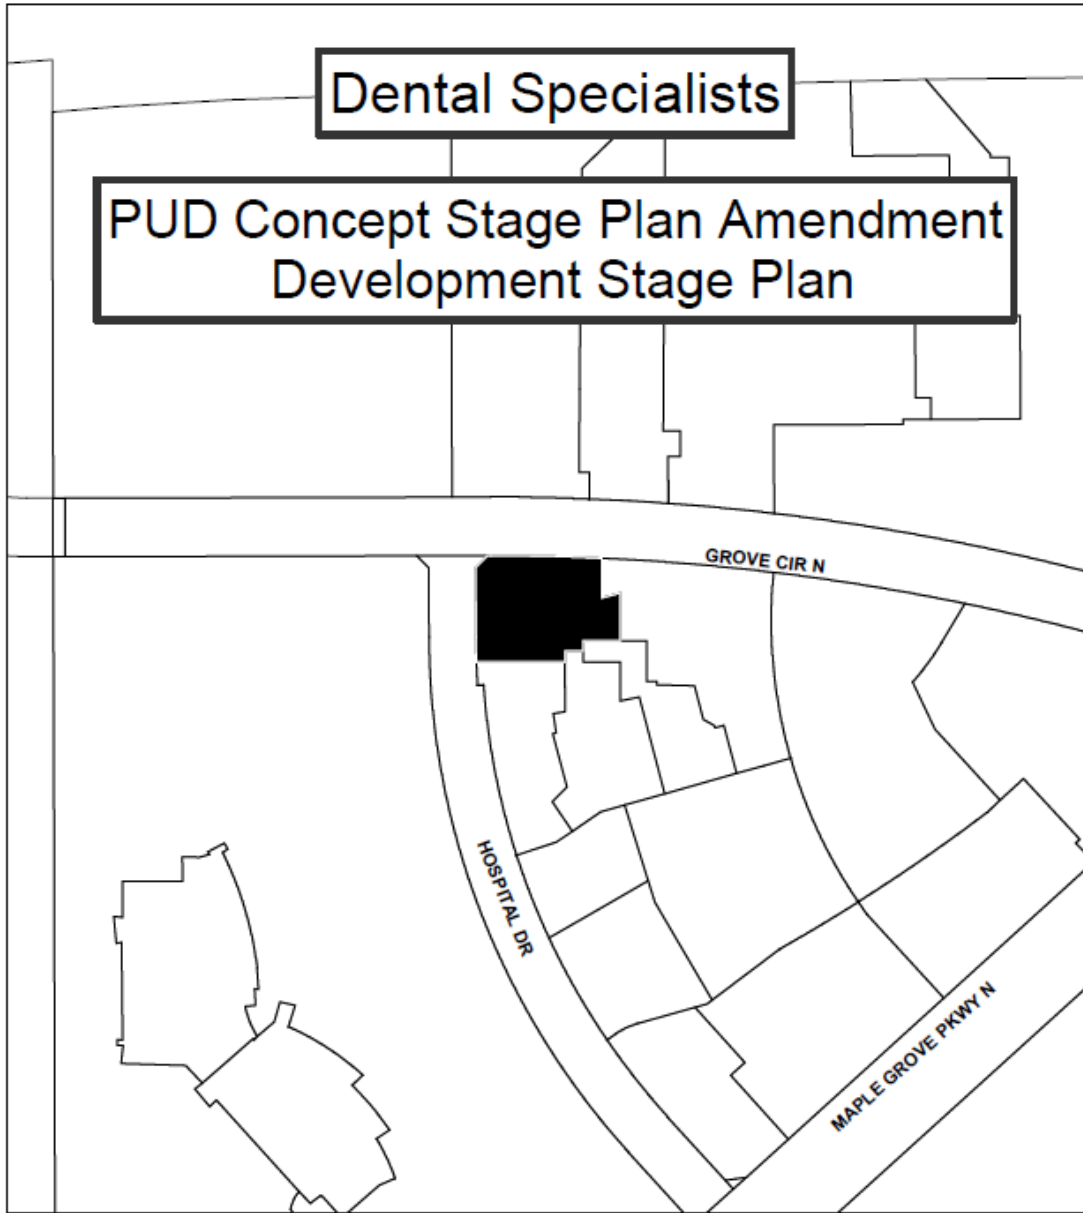 Dental Specialists
PUD Concept Stage Plan Amendment
Development Stage Plan
GROVE CIR N
HOSPITAL DR
MAPLE GROVE PKWY N